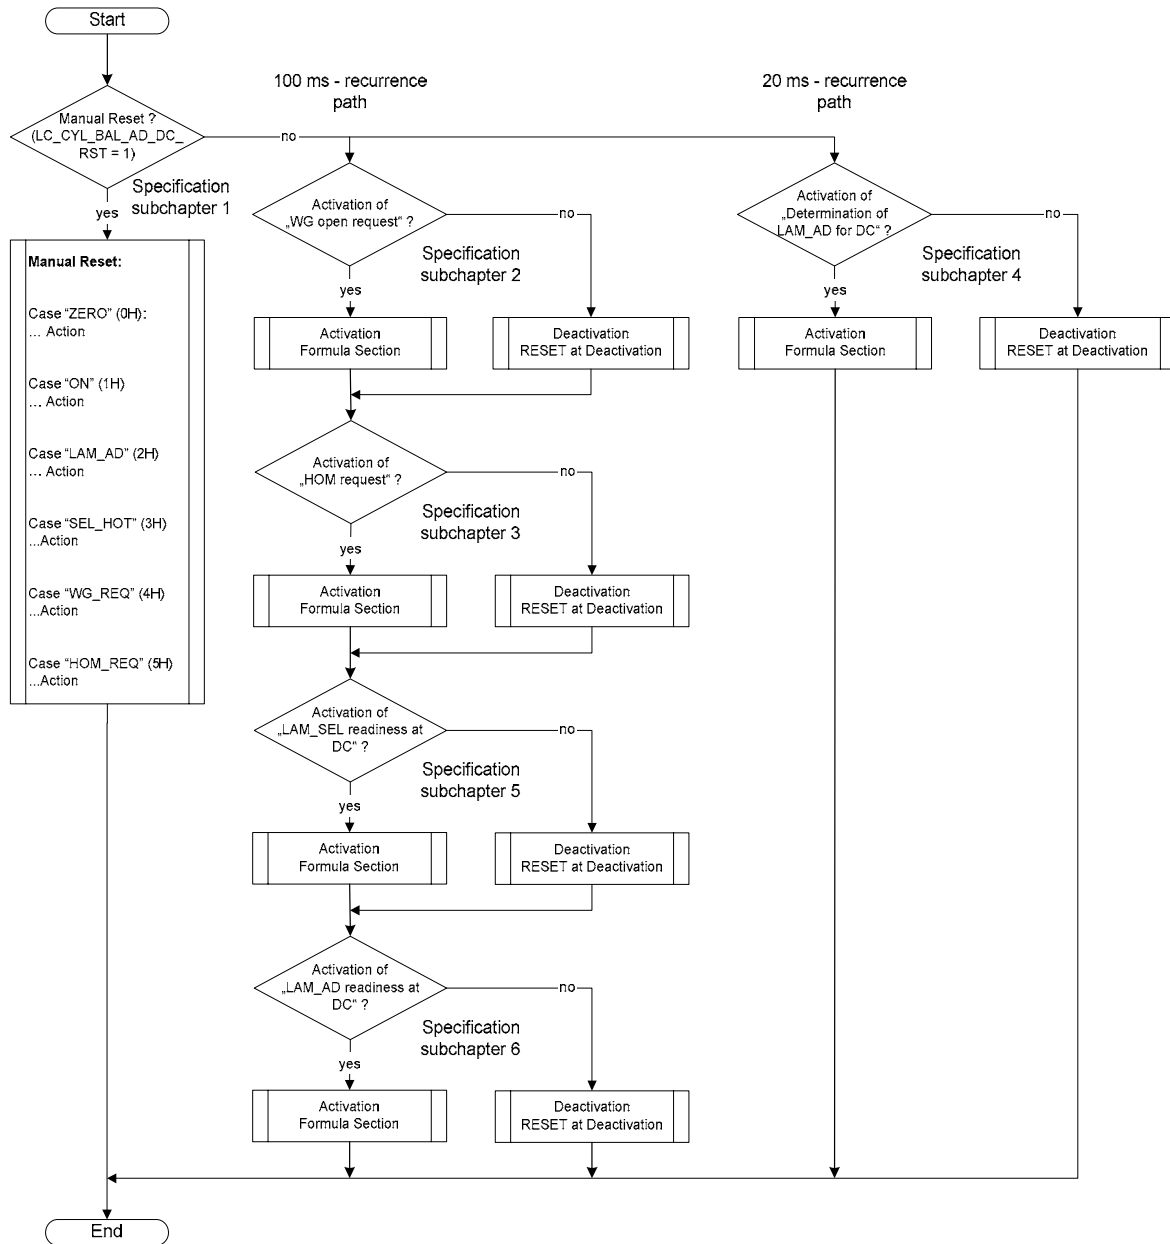 Start
Manual Reset ?
(LC_CYL_BAL_AD_DC_
RST = 1)
no
Specification
subchapter 1
yes
Manual Reset:
Case “ZERO” (0H):
... Action
Case “ON” (1H)
... Action
Case “LAM_AD” (2H)
... Action
Case “SEL_HOT” (3H)
...Action
Case “WG_REQ” (4H)
...Action
Case “HOM_REQ” (5H)
...Action
100 ms - recurrence
path
Activation of
„WG open request“ ?
no
Specification
subchapter 2
yes
Activation
Formula Section
Deactivation
RESET at Deactivation
Activation of
„HOM request“ ?
no
Specification
subchapter 3
yes
Activation
Formula Section
Deactivation
RESET at Deactivation
Activation of
„LAM_SEL readiness at
DC“ ?
no
Specification
subchapter 5
yes
Activation
Formula Section
Deactivation
RESET at Deactivation
Activation of
„LAM_AD readiness at
DC“ ?
no
Specification
subchapter 6
yes
Activation
Formula Section
Deactivation
RESET at Deactivation
20 ms - recurrence
path
Activation of
„Determination of
LAM_AD for DC“ ?
no
Specification
subchapter 4
yes
Activation
Formula Section
Deactivation
RESET at Deactivation
End